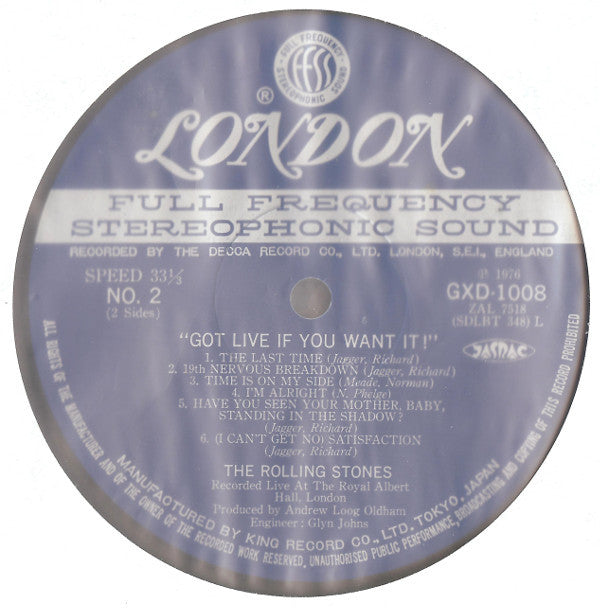 FULL FREQUENCY
ffss
STEREOPHONIC SOUND
®
LONDON
FULL FREQUENCY
STEREOPHONIC SOUND
RECORDED BY THE DECCA RECORD CO., LTD. LONDON, S.E.I., ENGLAND
SPEED 33⅓
NO. 2
(2 Sides)
℗ 1976
GXD-1008
ZAL 7518
(SDLBT 348) L
JASRAC
"GOT LIVE IF YOU WANT IT!"
1. THE LAST TIME (Jagger, Richard)
2. 19th NERVOUS BREAKDOWN (Jagger, Richard)
3. TIME IS ON MY SIDE (Meade, Norman)
4. I'M ALRIGHT (N. Phelge)
5. HAVE YOU SEEN YOUR MOTHER, BABY,
STANDING IN THE SHADOW?
(Jagger, Richard)
6. (I CAN'T GET NO) SATISFACTION
(Jagger, Richard)
THE ROLLING STONES
Recorded Live At The Royal Albert
Hall, London
Produced by Andrew Loog Oldham
Engineer : Glyn Johns
MANUFACTURED BY KING RECORD CO., LTD. TOKYO, JAPAN
ALL RIGHTS OF THE MANUFACTURER AND OF THE OWNER OF THE RECORDED WORK RESERVED, UNAUTHORISED PUBLIC PERFORMANCE, BROADCASTING AND COPYING OF THIS RECORD PROHIBITED